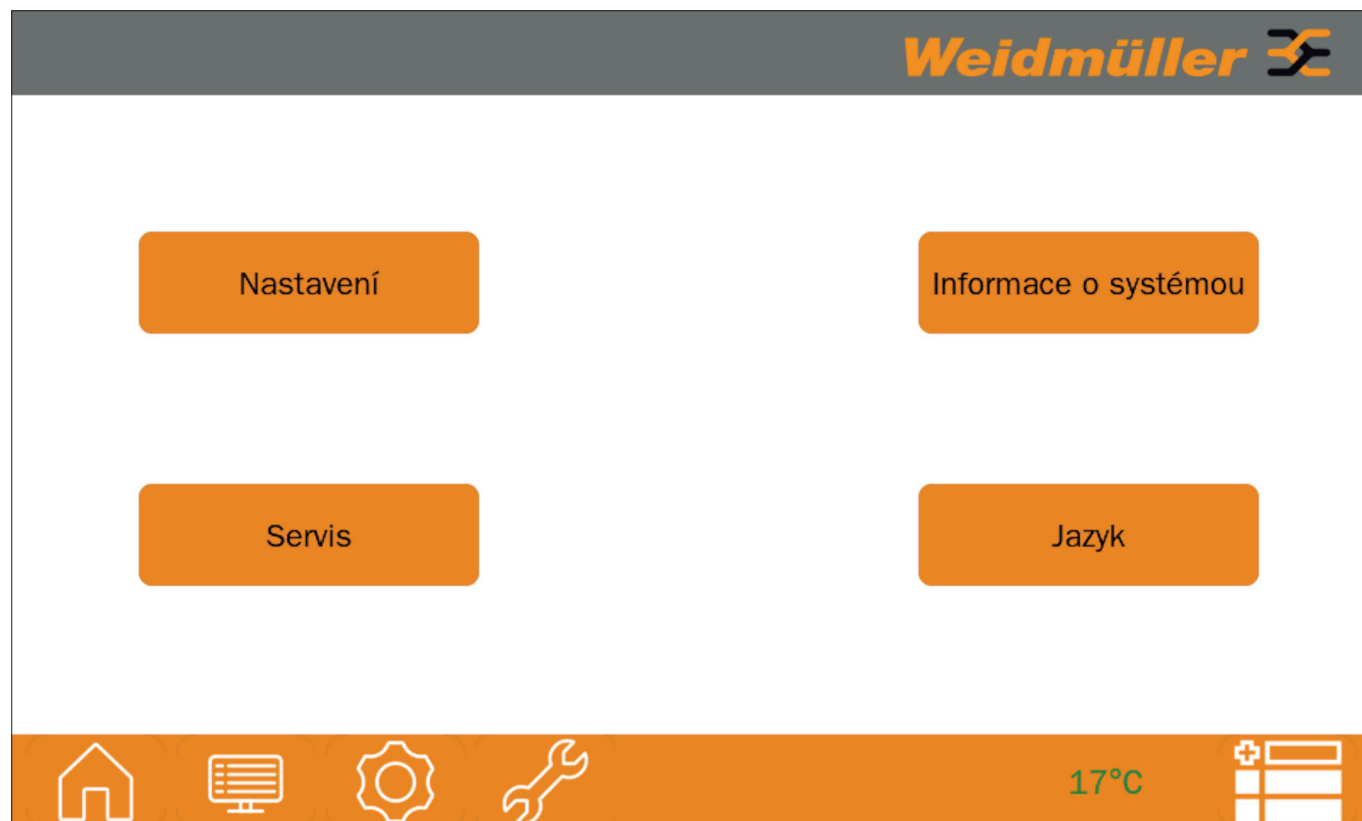 Weidmüller
Nastavení
Informace o systémou
Servis
Jazyk
17°C